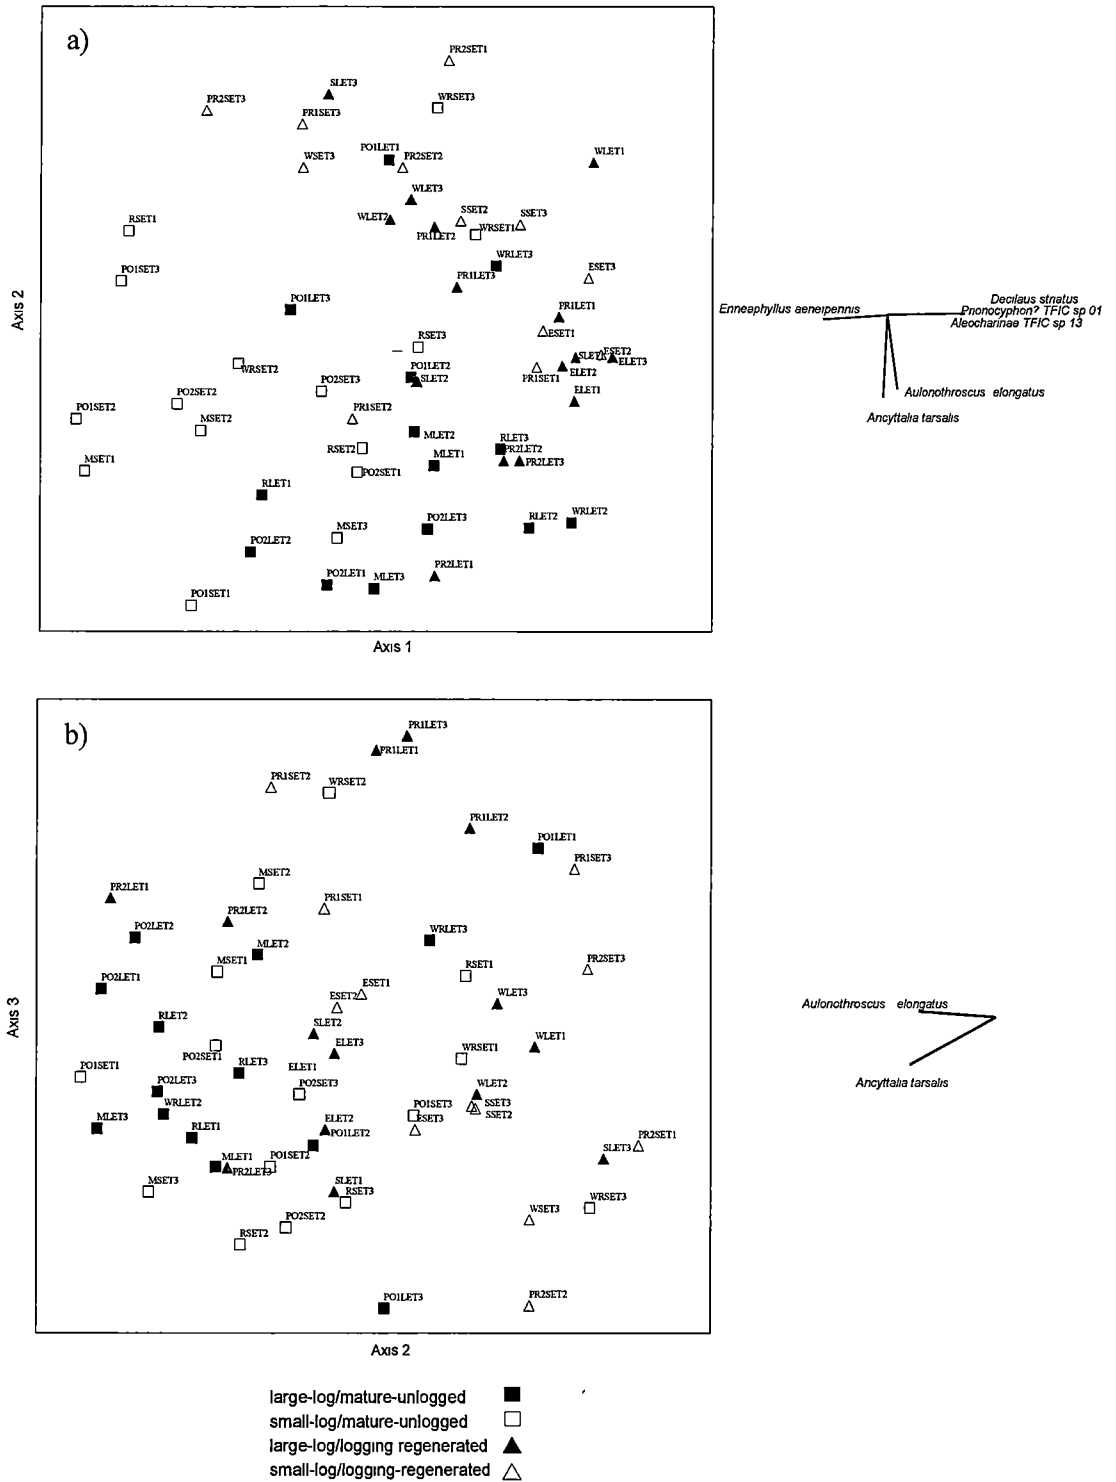 a)
PR2SET1
SLET3
PR2SET3
WRSET3
PR1SET3
PO1LET1
PR2SET2
WSET3
WLET1
WLET3
WLET2
SSET2
SSET3
RSET1
PR1LET2
WRSET1
WRLET3
PO1SET3
ESET3
PR1LET3
PO1LET3
PR1LET1
ESET1
RSET3
WRSET2
PO1LET2
SLET2
ESET2
ELET3
ELET2
PR1SET1
PO2SET3
PO2SET2
ELET1
PO1SET2
MSET2
PR1SET2
MLET2
RSET2
RLET3
PR2LET2
MLET1
PR2LET3
MSET1
PO2SET1
RLET1
PO2LET3
RLET2
WRLET2
MSET3
PO2LET2
PR2LET1
PO2LET1
MLET3
PO1SET1
Axis 2
Axis 1
Enneaphyllus aeneipennis
Decilaus striatus
Prionocyphon? TFIC sp 01
Aleocharinae TFIC sp 13
Aulonothroscus elongatus
Ancyttalia tarsalis
b)
PR1LET3
PR1LET1
PR1SET2
WRSET2
PR1LET2
PO1LET1
PR1SET3
MSET2
PR2LET1
PR1SET1
PR2LET2
PO2LET2
WRLET3
MLET2
MSET1
RSET1
PR2SET3
PO2LET1
ESET1
ESET2
WLET3
RLET2
SLET2
ELET3
WLET1
PO2SET1
WRSET1
RLET3
ELET1
PO1SET1
PO2SET3
PO2LET3
WLET2
WRLET2
PO1SET3
SSET3
SSET2
MLET3
ESET3
ELET2
PO1LET2
RLET1
PR2SET1
MLET1
PO1SET2
PR2LET3
SLET3
MSET3
SLET1
RSET3
WRSET3
PO2SET2
WSET3
RSET2
PO1LET3
PR2SET2
Axis 3
Axis 2
Aulonothroscus elongatus
Ancyttalia tarsalis
large-log/mature-unlogged
small-log/mature-unlogged
large-log/logging regenerated
small-log/logging-regenerated